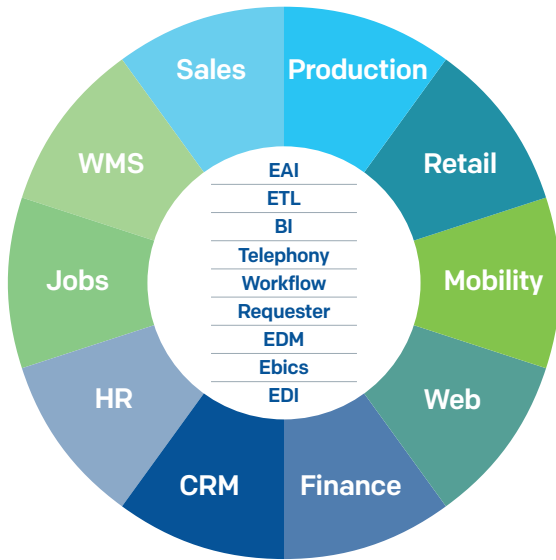 Sales
Production
Retail
Mobility
Web
Finance
CRM
HR
Jobs
WMS
EAI
ETL
BI
Telephony
Workflow
Requester
EDM
Ebics
EDI